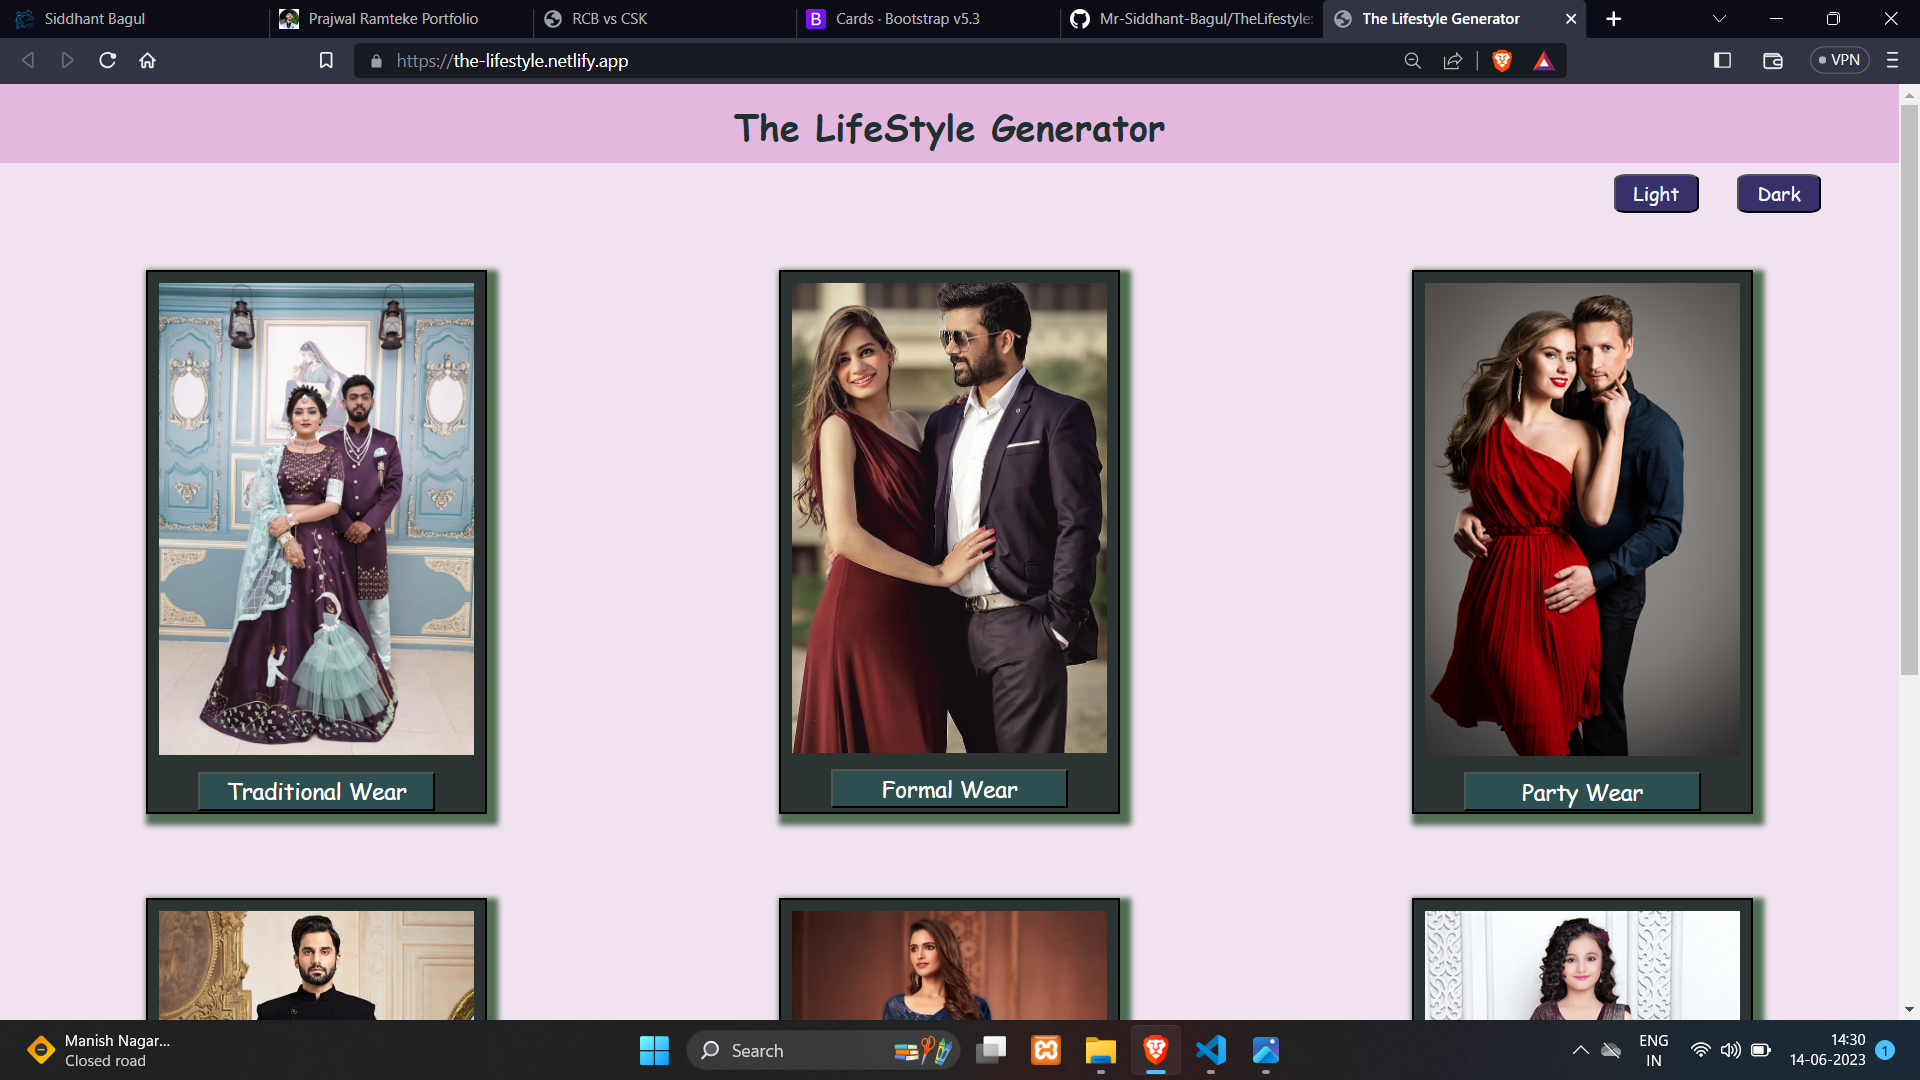 Siddhant Bagul
Prajwal Ramteke Portfolio
RCB vs CSK
B
Cards · Bootstrap v5.3
Mr-Siddhant-Bagul/TheLifestyle
The Lifestyle Generator
https://the-lifestyle.netlify.app
VPN
The LifeStyle Generator
Light
Dark
Traditional Wear
Formal Wear
Party Wear
Manish Nagar...
Closed road
Search
ENG
IN
14:30
14-06-2023
1